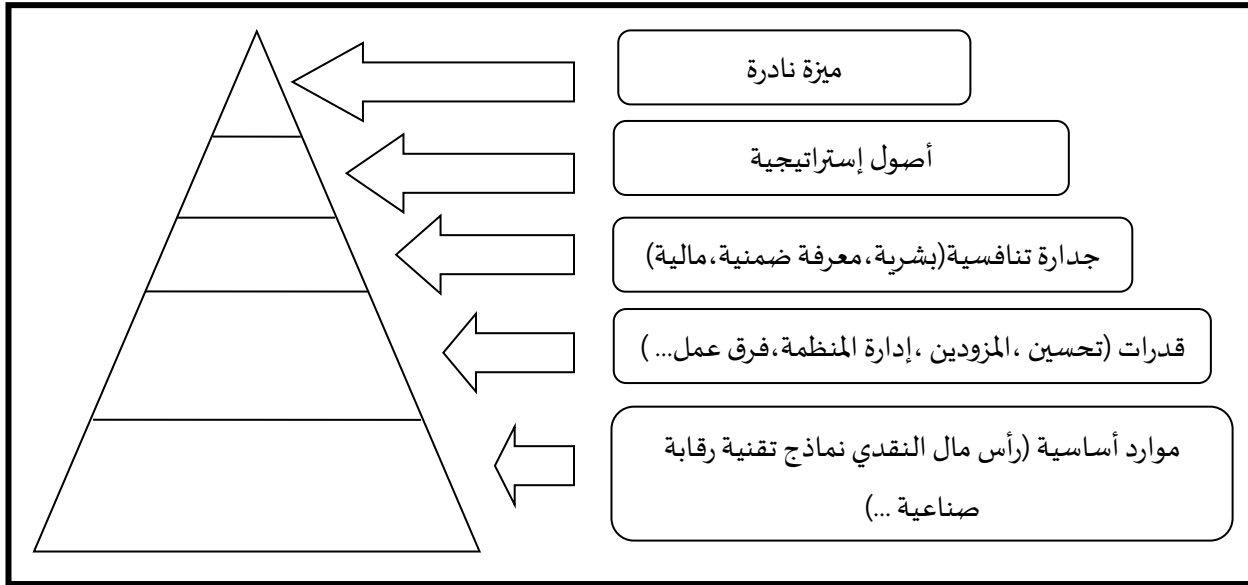 ميزة نادرة
أصول إستراتيجية
جدارة تنافسية(بشرية،معرفة ضمنية،مالية)
قدرات (تحسين ،المزودين ،إدارة المنظمة،فرق عمل... )
موارد أساسية (رأس مال النقدي نماذج تقنية رقابة
صناعية ...)